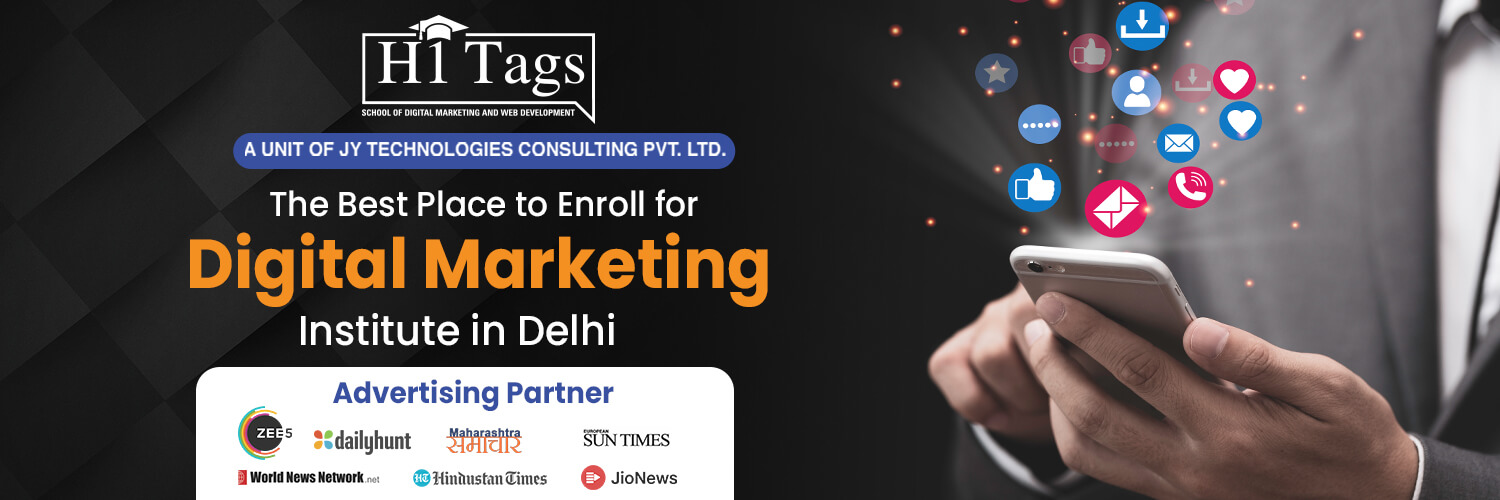 H1 Tags
SCHOOL OF DIGITAL MARKETING AND WEB DEVELOPMENT
A UNIT OF JY TECHNOLOGIES CONSULTING PVT. LTD.
The Best Place to Enroll for
Digital Marketing
Institute in Delhi
Advertising Partner
ZEE5
dailyhunt
Maharashtra
समाचार
EUROPEAN
SUN TIMES
World News Network.net
HT Hindustan Times
JioNews